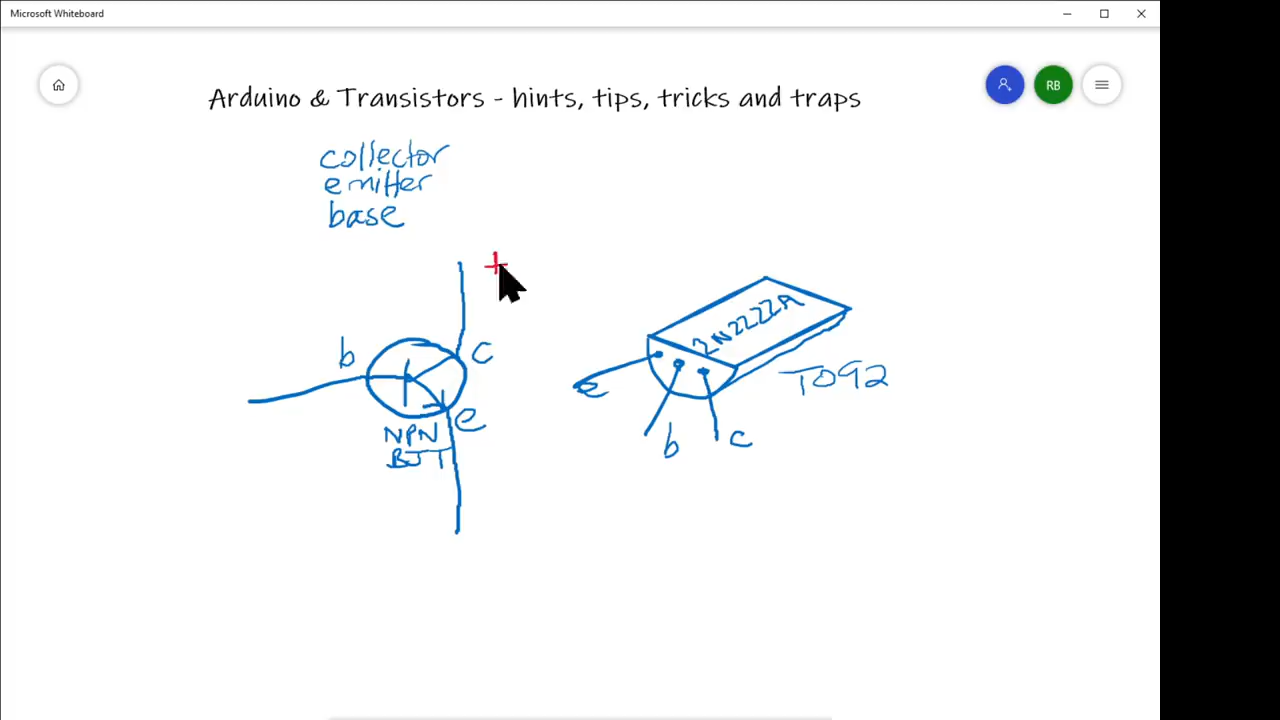 Microsoft Whiteboard
RB
Arduino & Transistors - hints, tips, tricks and traps
collector
emitter
base
+
b
c
e
NPN
BJT
2N2222A
TO92
e
b
c